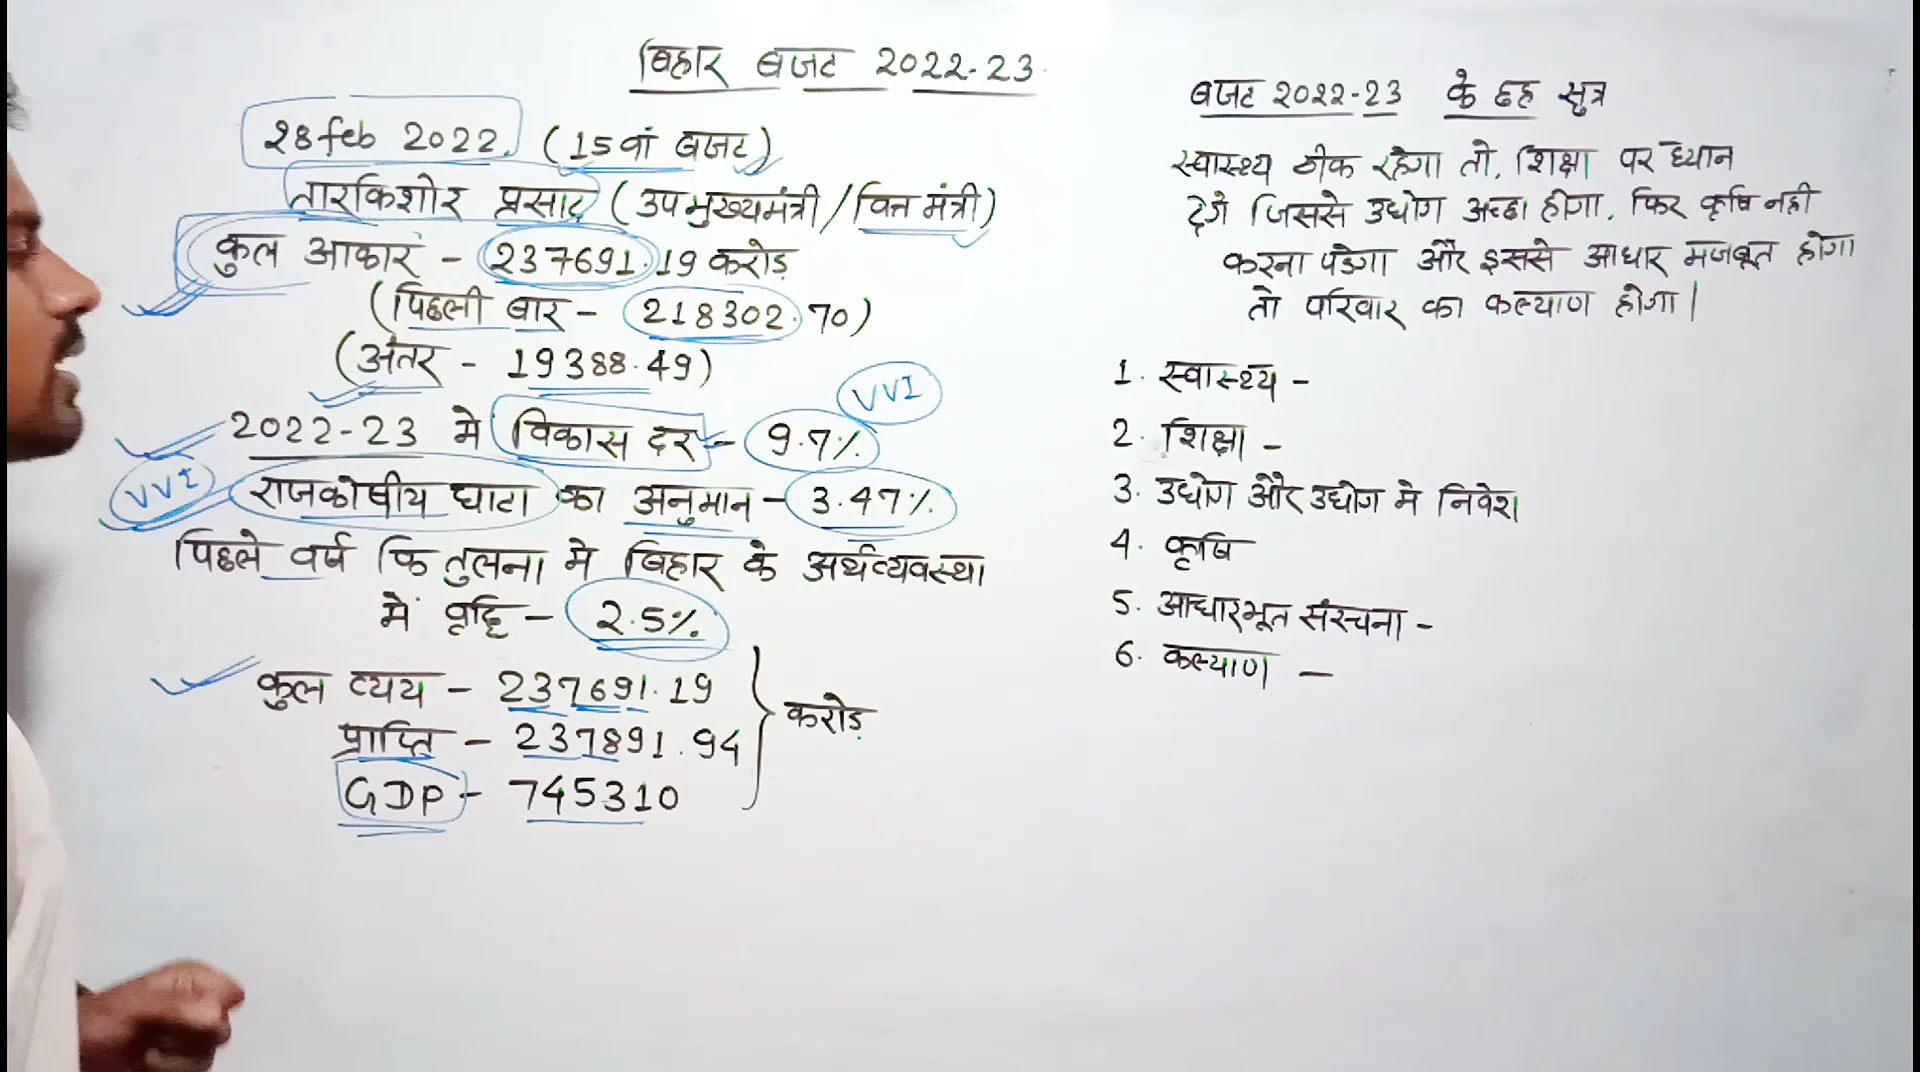 बिहार बजट 2022-23
28 feb 2022 (15वां बजट)
तारकिशोर प्रसाद (उपमुख्यमंत्री/वित्त मंत्री)
कुल आकार - 237691.19 करोड़
(पिछली बार - 218302.70)
(अंतर - 19388.49)
VVI
2022-23 मे विकास दर - 9.7%
VVI राजकोषीय घाटा का अनुमान - 3.47%
पिछले वर्ष कि तुलना मे बिहार के अर्थव्यवस्था
में वृद्दि - 2.5%
कुल व्यय - 237691.19
प्राप्ति - 237891.94
GDP - 745310
करोड़
बजट 2022-23 के छह सुत्र
स्वास्थ्य ठीक रहेगा तो, शिक्षा पर ध्यान
देंगे जिससे उधोग अच्छा होगा, फिर कृषि नही
करना पडेगा और इससे आधार मजबूत होगा
तो परिवार का कल्याण होगा।
1. स्वास्थ्य -
2. शिक्षा -
3. उधोग और उधोग मे निवेश
4. कृषि
5. आधारभूत संरचना -
6. कल्याण -